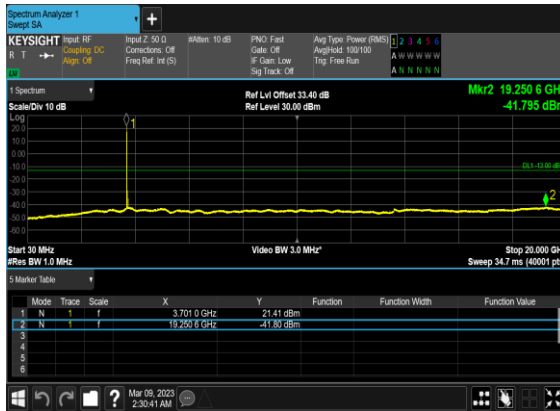 Spectrum Analyzer 1
Swept SA
+
KEYSIGHT
R T
Input: RF
Coupling: DC
Align: Off
Input Z: 50 Ω
Corrections: Off
Freq Ref: Int (S)
#Atten: 10 dB
PNO: Fast
Gate: Off
IF Gain: Low
Sig Track: Off
Avg Type: Power (RMS)
Avg|Hold: 100/100
Trig: Free Run
1 2 3 4 5 6
A W W W W W
A N N N N N
1 Spectrum
Scale/Div 10 dB
Ref Lvl Offset 33.40 dB
Ref Level 30.00 dBm
Mkr2 19.250 6 GH
-41.795 dBr
Log
20.0
10.0
0.00
-10.0
-20.0
-30.0
-40.0
-50.0
-60.0
1
DL1 -13.00 dB
2
Start 30 MHz
#Res BW 1.0 MHz
Video BW 3.0 MHz*
Stop 20.000 GH
Sweep 34.7 ms (40001 pt
5 Marker Table
Mode Trace Scale X Y Function Function Width Function Value
1 N 1 f 3.701 0 GHz 21.41 dBm
2 N 1 f 19.250 6 GHz -41.80 dBm
3
4
5
6
?
Mar 09, 2023
2:30:41 AM